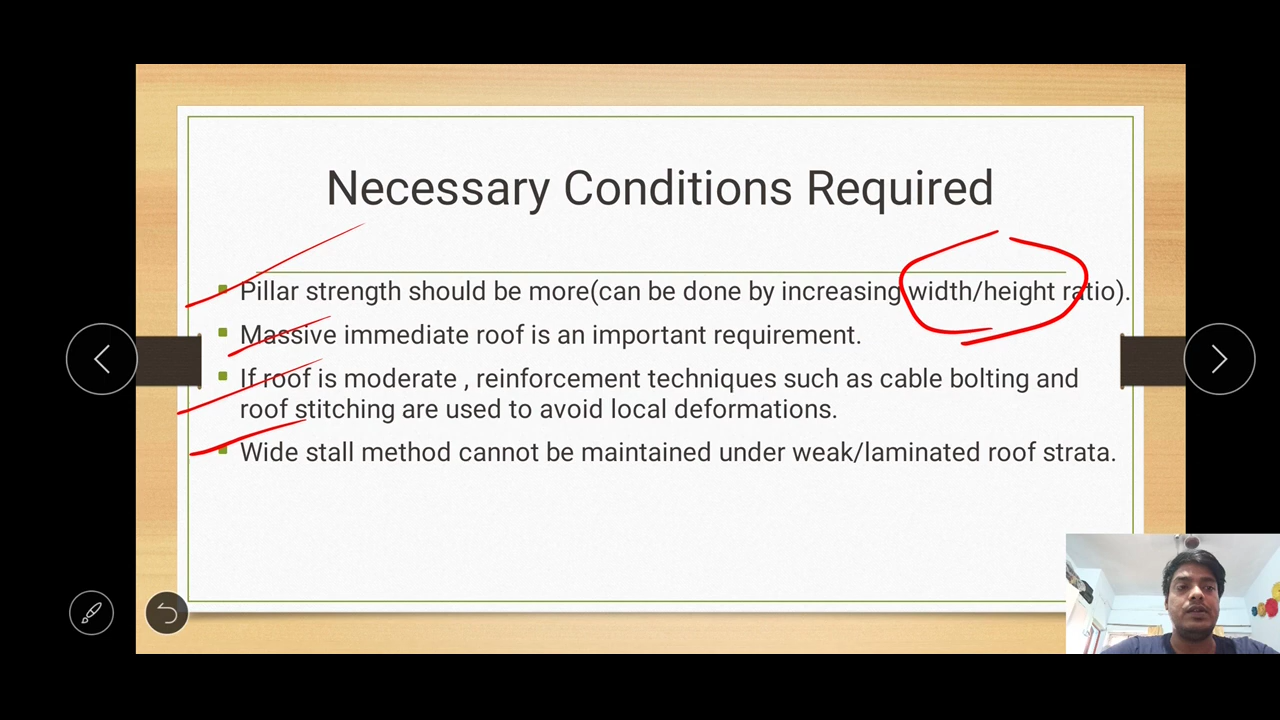 Necessary Conditions Required
Pillar strength should be more(can be done by increasing width/height ratio).
Massive immediate roof is an important requirement.
If roof is moderate , reinforcement techniques such as cable bolting and
roof stitching are used to avoid local deformations.
Wide stall method cannot be maintained under weak/laminated roof strata.